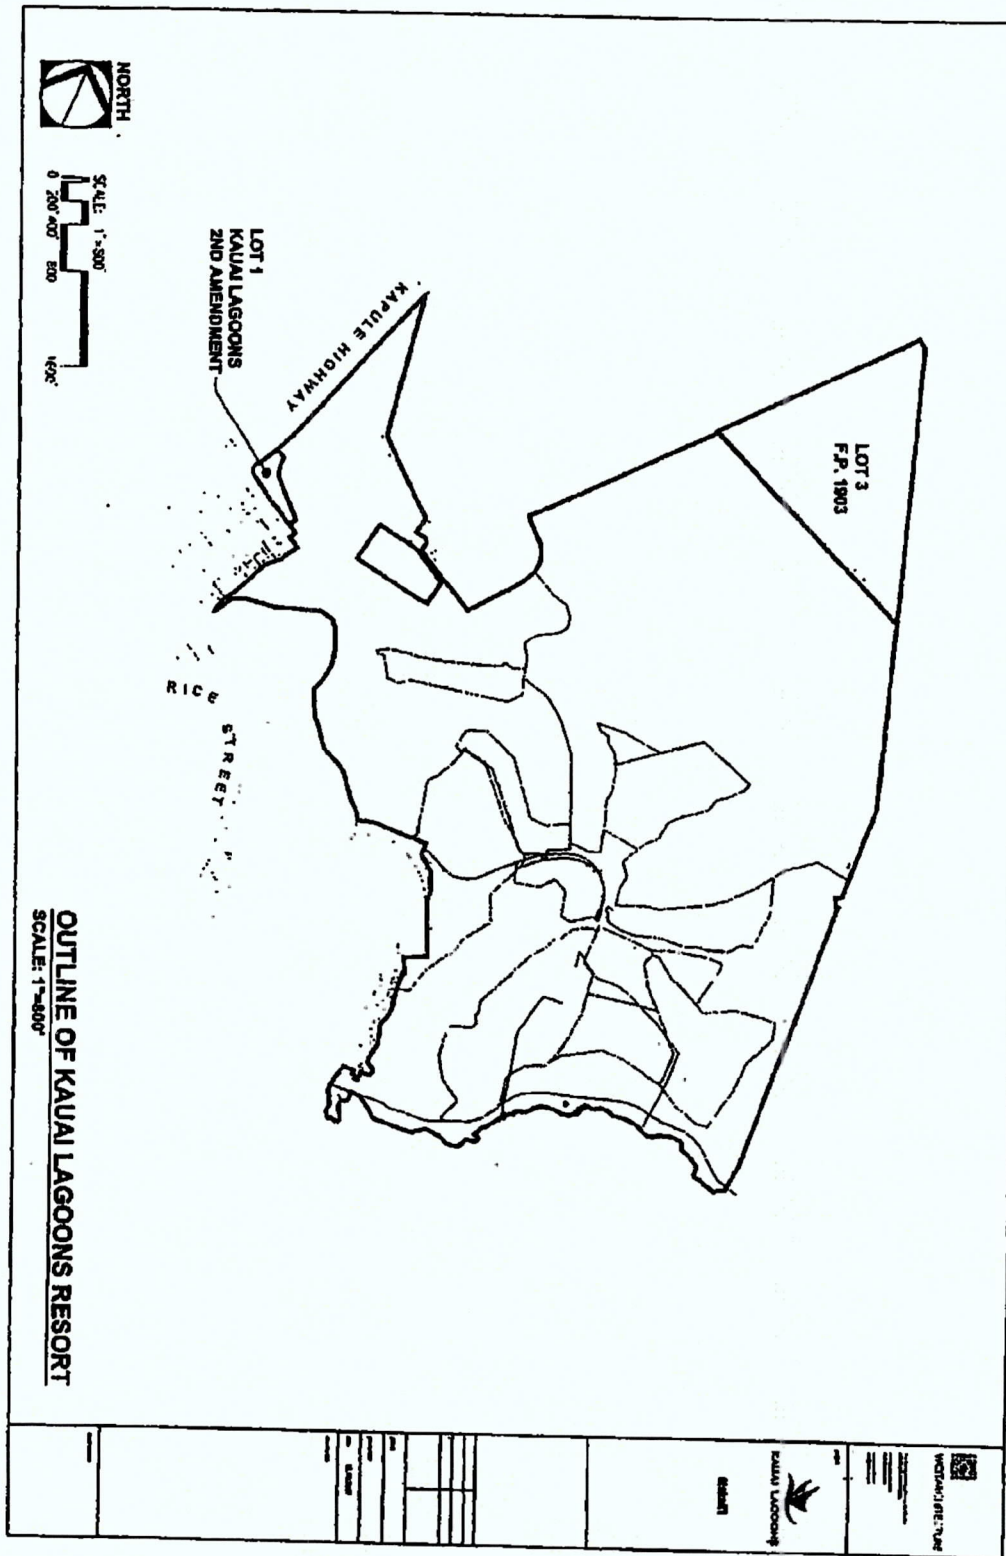 NORTH
SCALE: 1"=800'
0 200' 400' 800 1600'
LOT 1
KAUAI LAGOONS
2ND AMENDMENT
KAPULE HIGHWAY
LOT 3
F.P. 1903
RICE STREET
OUTLINE OF KAUAI LAGOONS RESORT
SCALE: 1"=800'
KAUAI LAGOONS